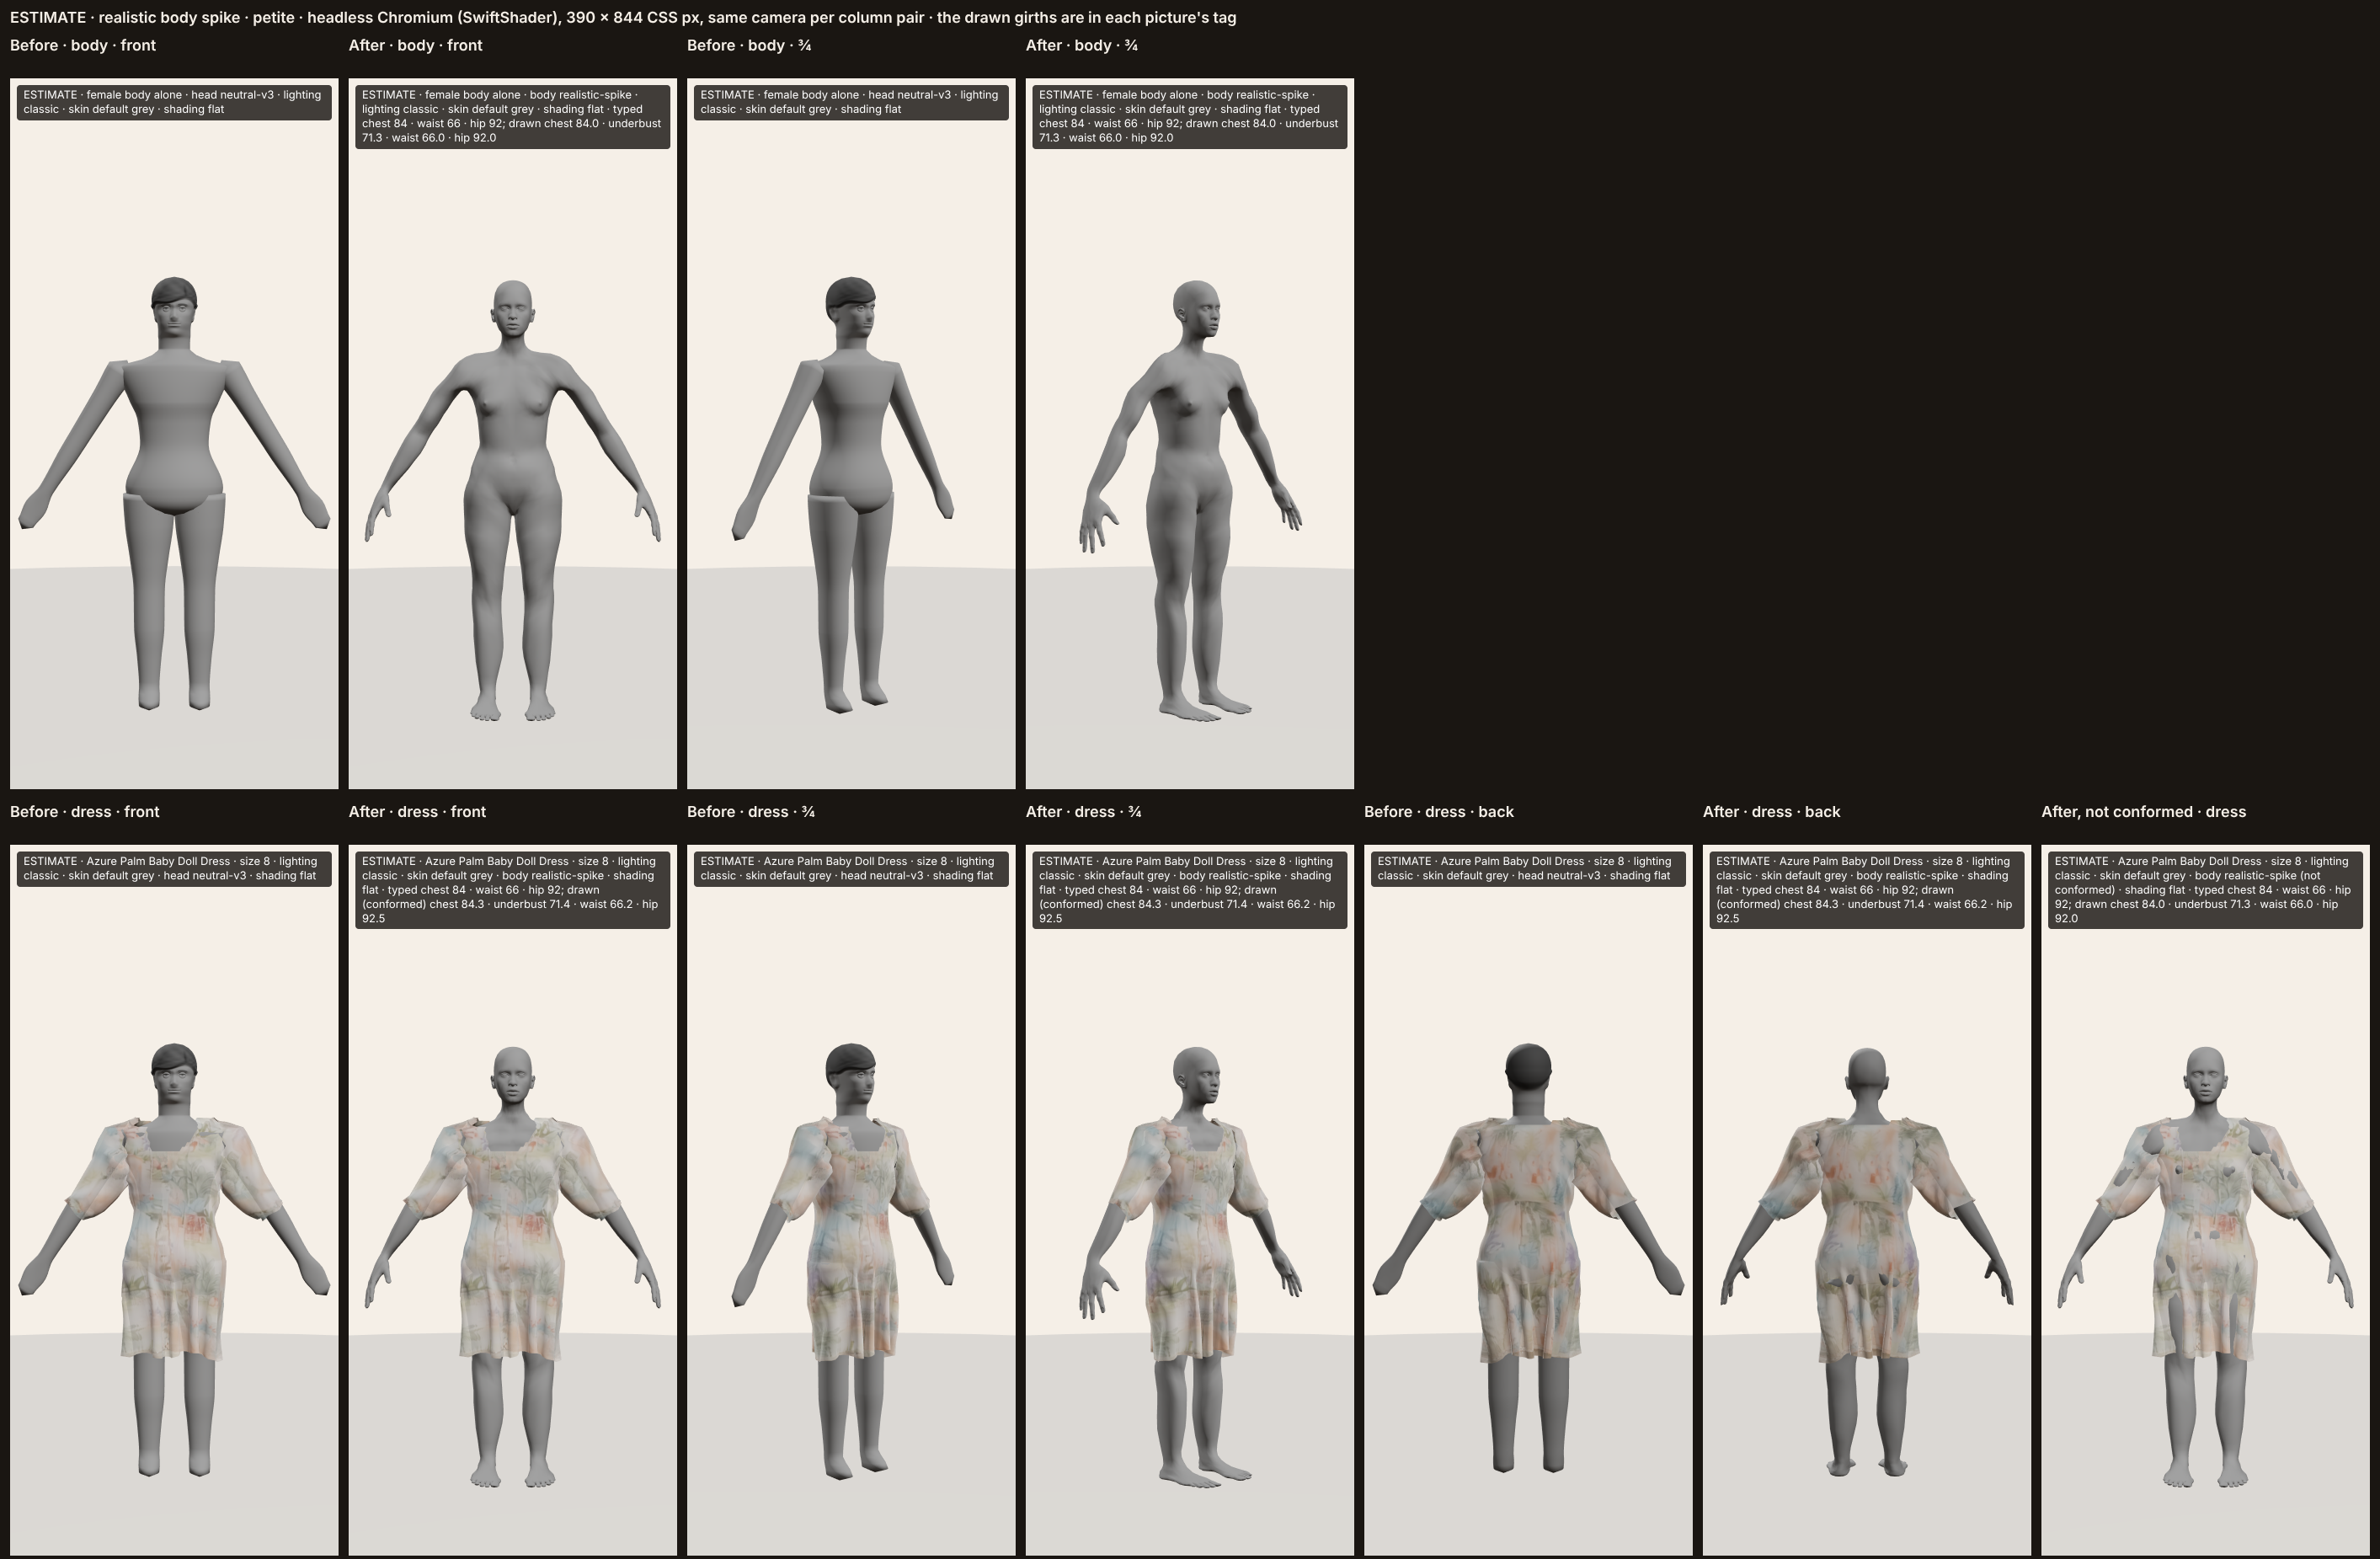 ESTIMATE · realistic body spike · petite · headless Chromium (SwiftShader), 390 × 844 CSS px, same camera per column pair · the drawn girths are in each picture's tag
Before · body · front
After · body · front
Before · body · ¾
After · body · ¾
ESTIMATE · female body alone · head neutral-v3 · lighting
classic · skin default grey · shading flat
ESTIMATE · female body alone · body realistic-spike ·
lighting classic · skin default grey · shading flat · typed
chest 84 · waist 66 · hip 92; drawn chest 84.0 · underbust
71.3 · waist 66.0 · hip 92.0
ESTIMATE · female body alone · head neutral-v3 · lighting
classic · skin default grey · shading flat
ESTIMATE · female body alone · body realistic-spike ·
lighting classic · skin default grey · shading flat · typed
chest 84 · waist 66 · hip 92; drawn chest 84.0 · underbust
71.3 · waist 66.0 · hip 92.0
Before · dress · front
After · dress · front
Before · dress · ¾
After · dress · ¾
Before · dress · back
After · dress · back
After, not conformed · dress
ESTIMATE · Azure Palm Baby Doll Dress · size 8 · lighting
classic · skin default grey · head neutral-v3 · shading flat
ESTIMATE · Azure Palm Baby Doll Dress · size 8 · lighting
classic · skin default grey · body realistic-spike · shading
flat · typed chest 84 · waist 66 · hip 92; drawn
(conformed) chest 84.3 · underbust 71.4 · waist 66.2 · hip
92.5
ESTIMATE · Azure Palm Baby Doll Dress · size 8 · lighting
classic · skin default grey · head neutral-v3 · shading flat
ESTIMATE · Azure Palm Baby Doll Dress · size 8 · lighting
classic · skin default grey · body realistic-spike · shading
flat · typed chest 84 · waist 66 · hip 92; drawn
(conformed) chest 84.3 · underbust 71.4 · waist 66.2 · hip
92.5
ESTIMATE · Azure Palm Baby Doll Dress · size 8 · lighting
classic · skin default grey · head neutral-v3 · shading flat
ESTIMATE · Azure Palm Baby Doll Dress · size 8 · lighting
classic · skin default grey · body realistic-spike · shading
flat · typed chest 84 · waist 66 · hip 92; drawn
(conformed) chest 84.3 · underbust 71.4 · waist 66.2 · hip
92.5
ESTIMATE · Azure Palm Baby Doll Dress · size 8 · lighting
classic · skin default grey · body realistic-spike (not
conformed) · shading flat · typed chest 84 · waist 66 · hip
92; drawn chest 84.0 · underbust 71.3 · waist 66.0 · hip
92.0